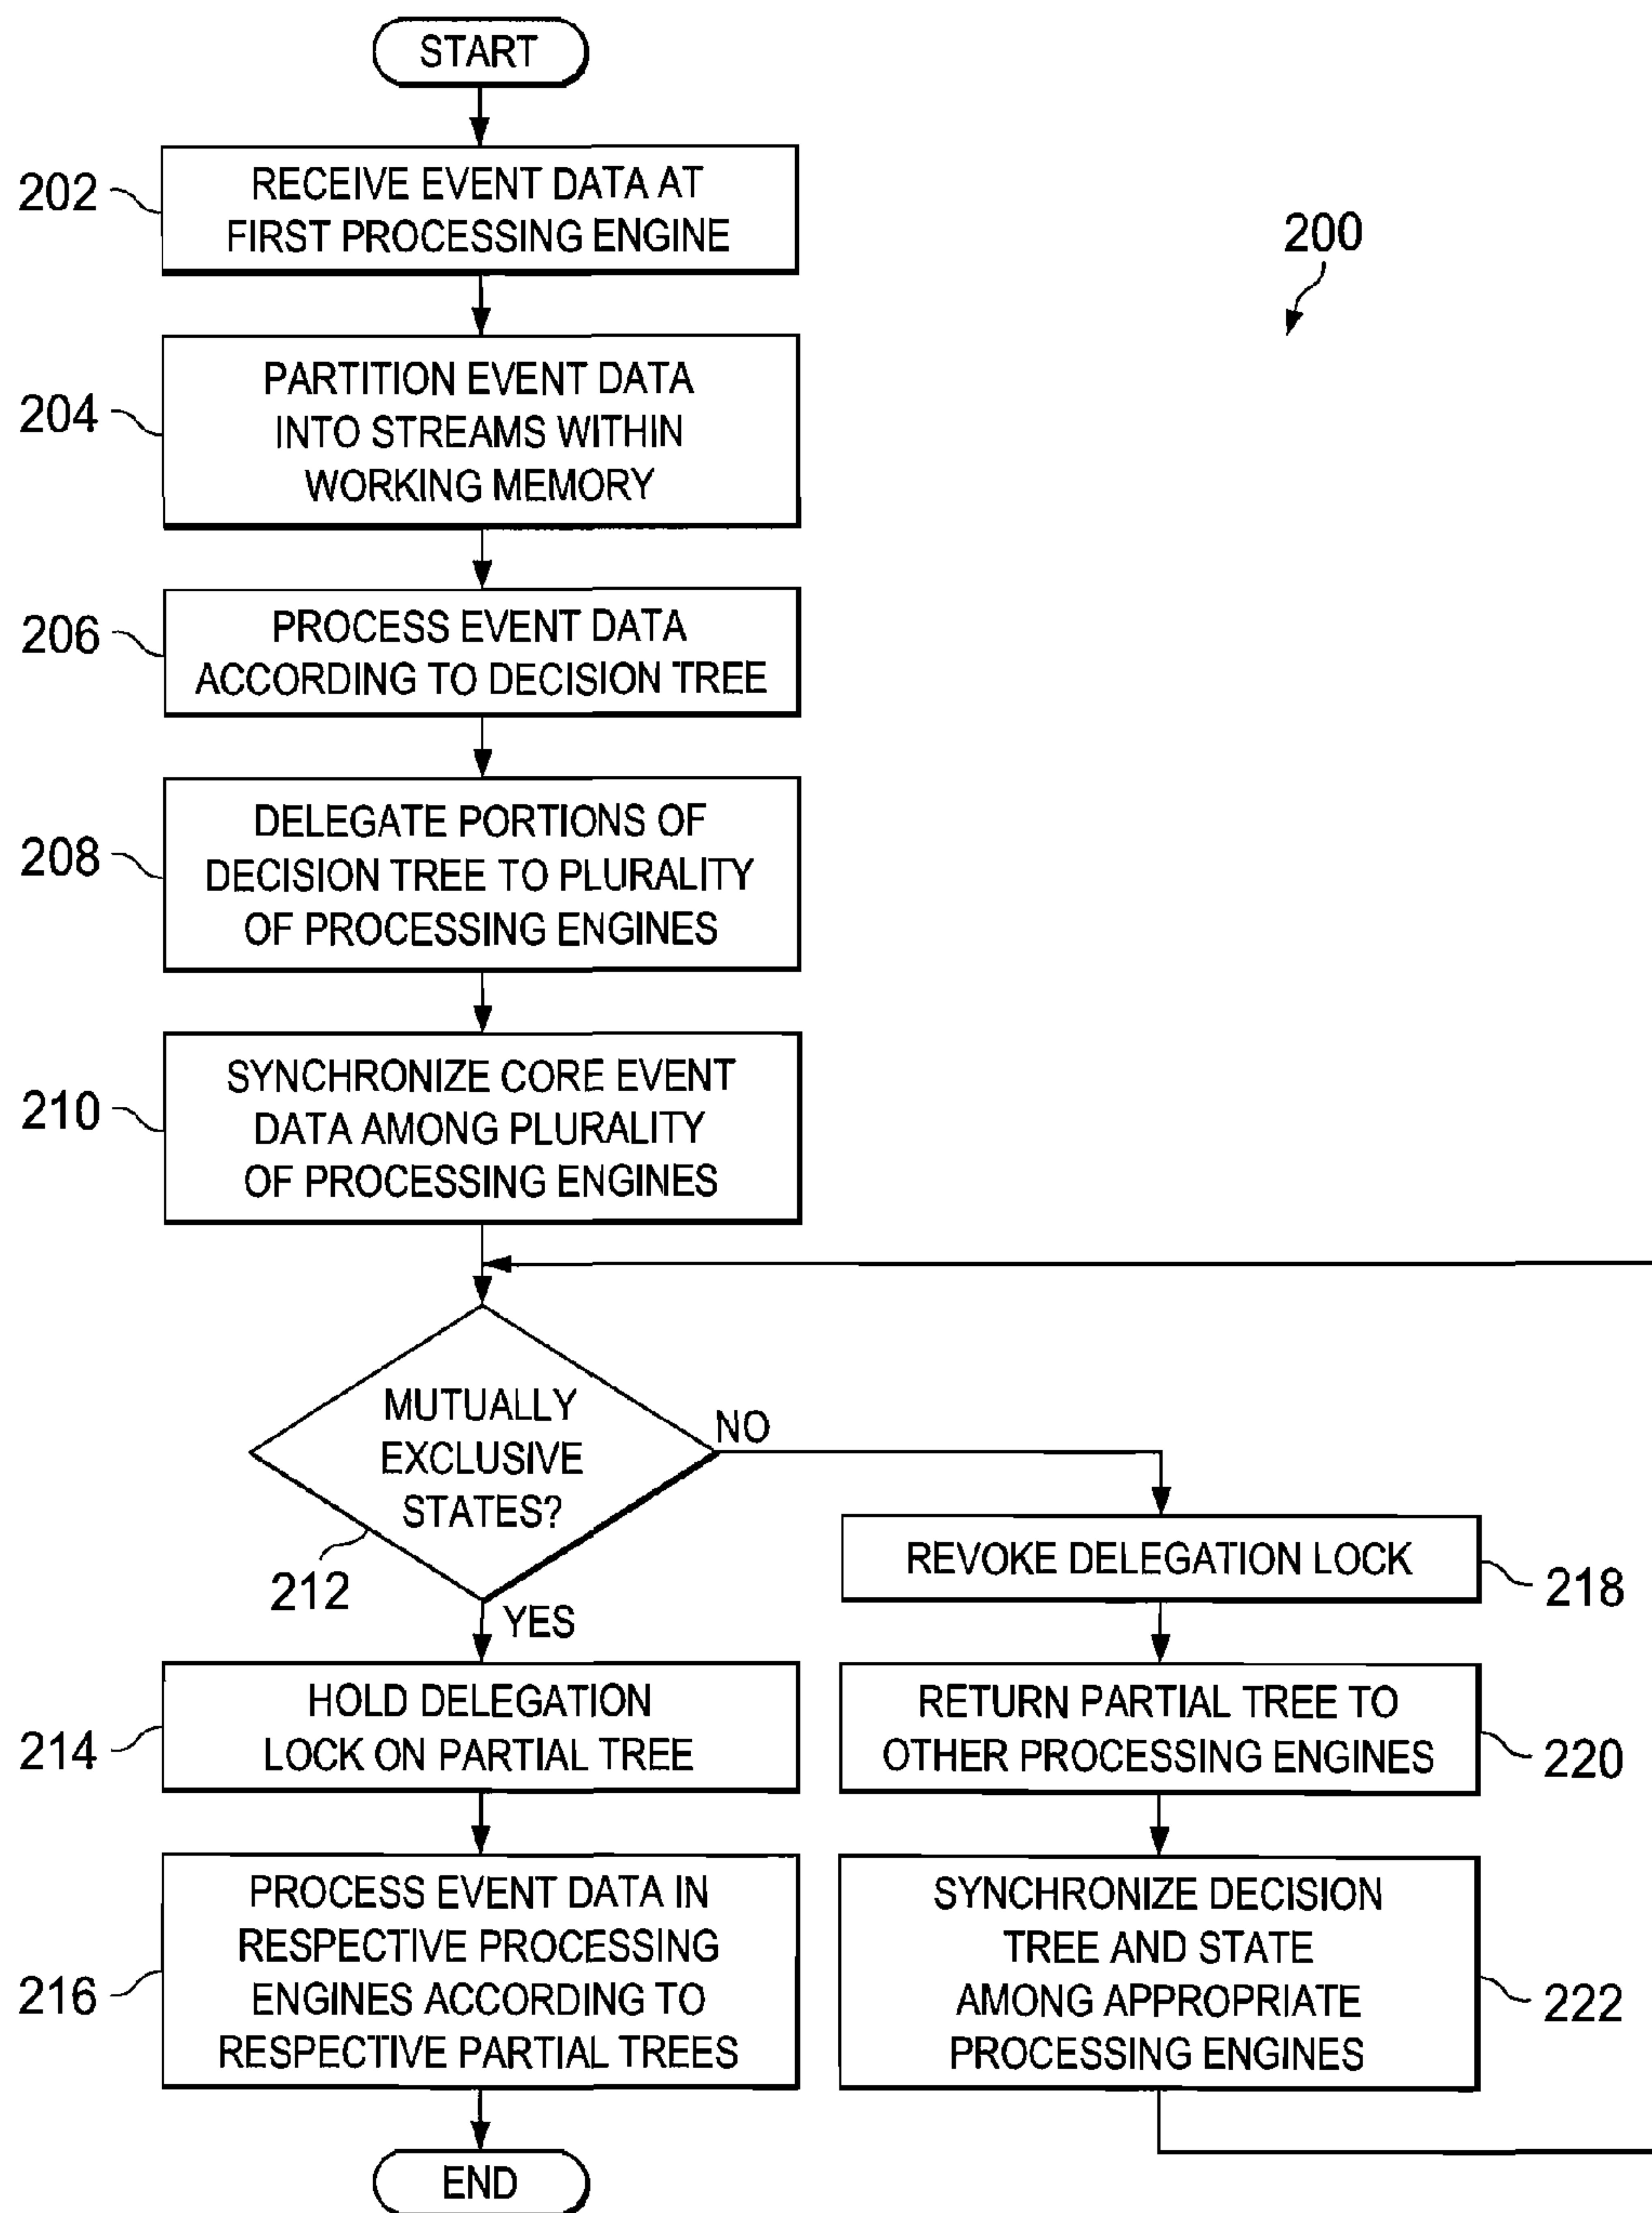 START
202
RECEIVE EVENT DATA AT
FIRST PROCESSING ENGINE
200
204
PARTITION EVENT DATA
INTO STREAMS WITHIN
WORKING MEMORY
206
PROCESS EVENT DATA
ACCORDING TO DECISION TREE
208
DELEGATE PORTIONS OF
DECISION TREE TO PLURALITY
OF PROCESSING ENGINES
210
SYNCHRONIZE CORE EVENT
DATA AMONG PLURALITY
OF PROCESSING ENGINES
MUTUALLY
EXCLUSIVE
STATES?
212
NO
YES
214
HOLD DELEGATION
LOCK ON PARTIAL TREE
216
PROCESS EVENT DATA IN
RESPECTIVE PROCESSING
ENGINES ACCORDING TO
RESPECTIVE PARTIAL TREES
END
REVOKE DELEGATION LOCK
218
RETURN PARTIAL TREE TO
OTHER PROCESSING ENGINES
220
SYNCHRONIZE DECISION
TREE AND STATE
AMONG APPROPRIATE
PROCESSING ENGINES
222